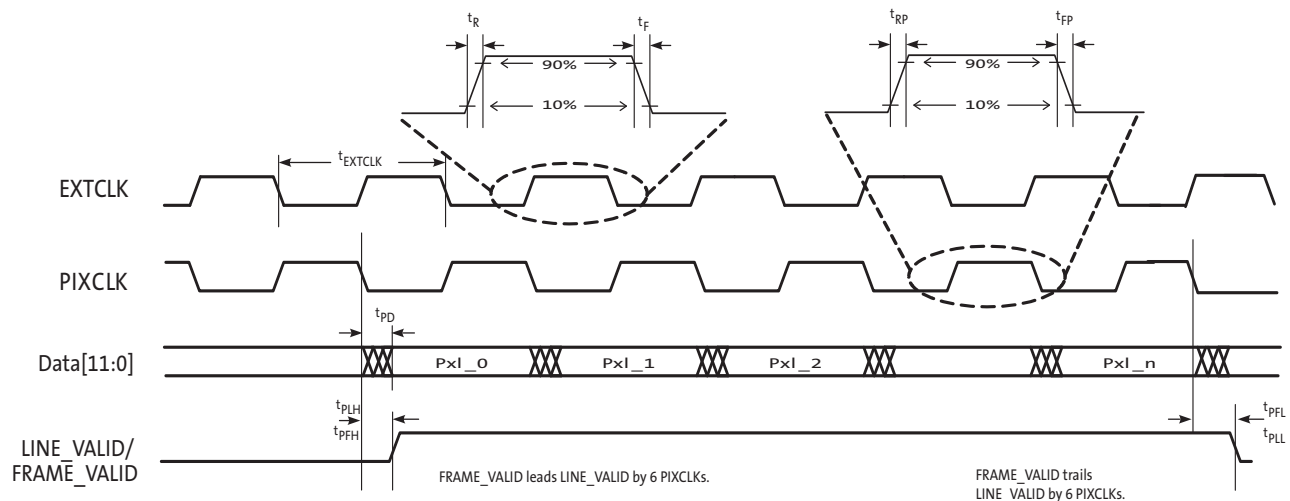 tR
tF
tRP
tFP
90%
10%
90%
10%
tEXTCLK
EXTCLK
PIXCLK
tPD
Data[11:0]
Pxl_0
Pxl_1
Pxl_2
Pxl_n
tPLH
tPFH
tPFL
tPLL
LINE_VALID/
FRAME_VALID
FRAME_VALID leads LINE_VALID by 6 PIXCLKs.
FRAME_VALID trails
LINE_VALID by 6 PIXCLKs.